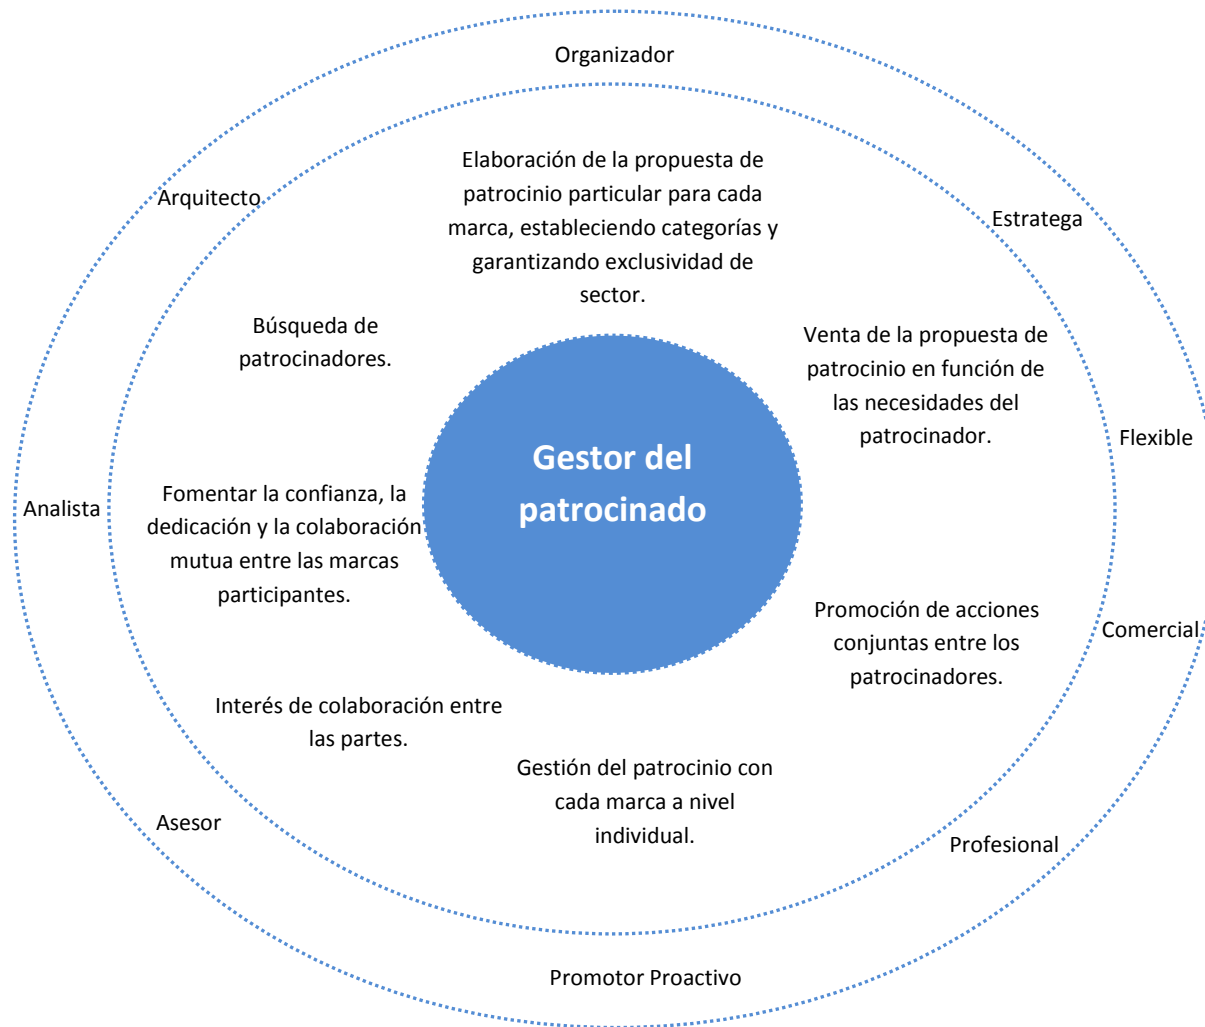 Organizador
Arquitecto
Estratega
Elaboración de la propuesta de
patrocinio particular para cada
marca, estableciendo categorías y
garantizando exclusividad de
sector.
Búsqueda de
patrocinadores.
Venta de la propuesta de
patrocinio en función de
las necesidades del
patrocinador.
Flexible
Gestor del
patrocinado
Analista
Fomentar la confianza, la
dedicación y la colaboración
mutua entre las marcas
participantes.
Promoción de acciones
conjuntas entre los
patrocinadores.
Comercial
Interés de colaboración entre
las partes.
Gestión del patrocinio con
cada marca a nivel
individual.
Asesor
Profesional
Promotor Proactivo